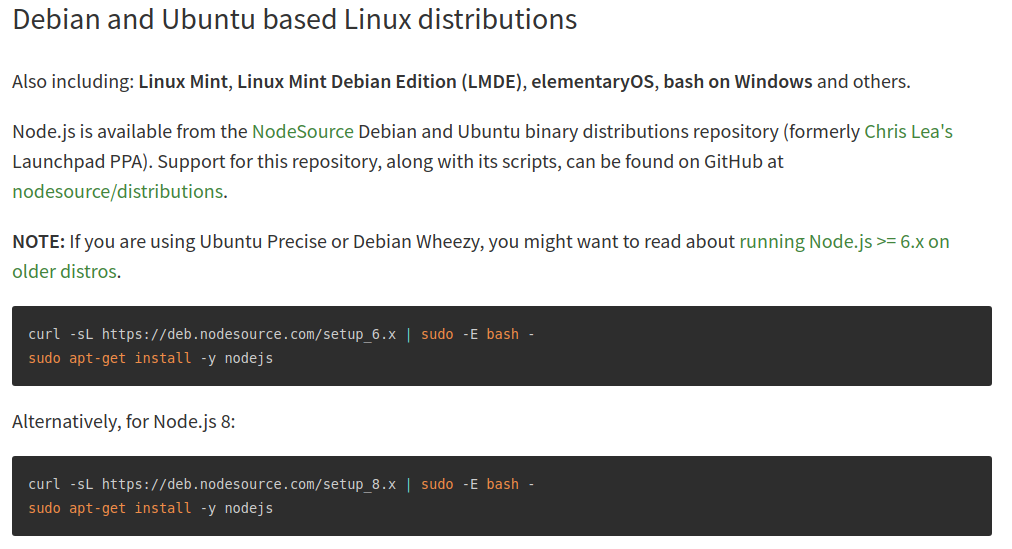 Debian and Ubuntu based Linux distributions
Also including: Linux Mint, Linux Mint Debian Edition (LMDE), elementaryOS, bash on Windows and others.
Node.js is available from the NodeSource Debian and Ubuntu binary distributions repository (formerly Chris Lea's
Launchpad PPA). Support for this repository, along with its scripts, can be found on GitHub at
nodesource/distributions.
NOTE: If you are using Ubuntu Precise or Debian Wheezy, you might want to read about running Node.js >= 6.x on
older distros.
curl -sL https://deb.nodesource.com/setup_6.x | sudo -E bash -
sudo apt-get install -y nodejs
Alternatively, for Node.js 8:
curl -sL https://deb.nodesource.com/setup_8.x | sudo -E bash -
sudo apt-get install -y nodejs